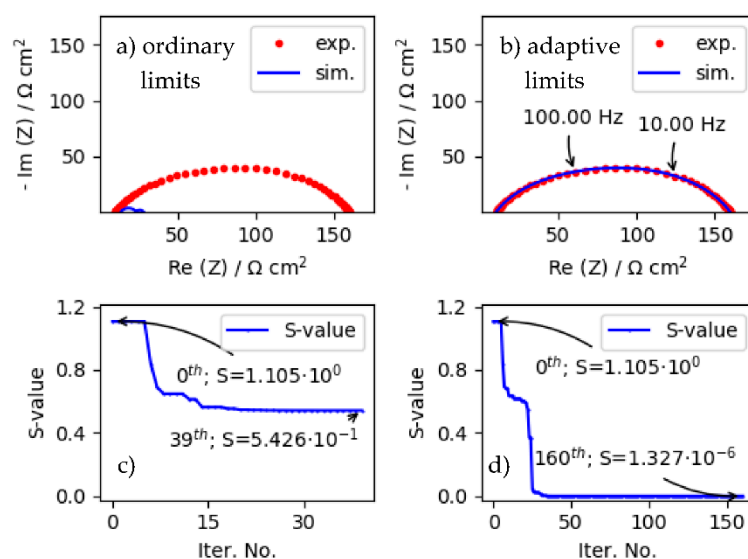 a) ordinary
limits
exp.
sim.
150
100
50
- Im (Z) / Ω cm²
50
100
150
Re (Z) / Ω cm²
b) adaptive
limits
exp.
sim.
100.00 Hz
10.00 Hz
150
100
50
- Im (Z) / Ω cm²
50
100
150
Re (Z) / Ω cm²
S-value
0th; S=1.105·10⁰
39th; S=5.426·10⁻¹
c)
1.2
0.8
0.4
0.0
S-value
0
15
30
Iter. No.
S-value
0th; S=1.105·10⁰
160th; S=1.327·10⁻⁶
d)
1.2
0.8
0.4
0.0
S-value
0
50
100
150
Iter. No.